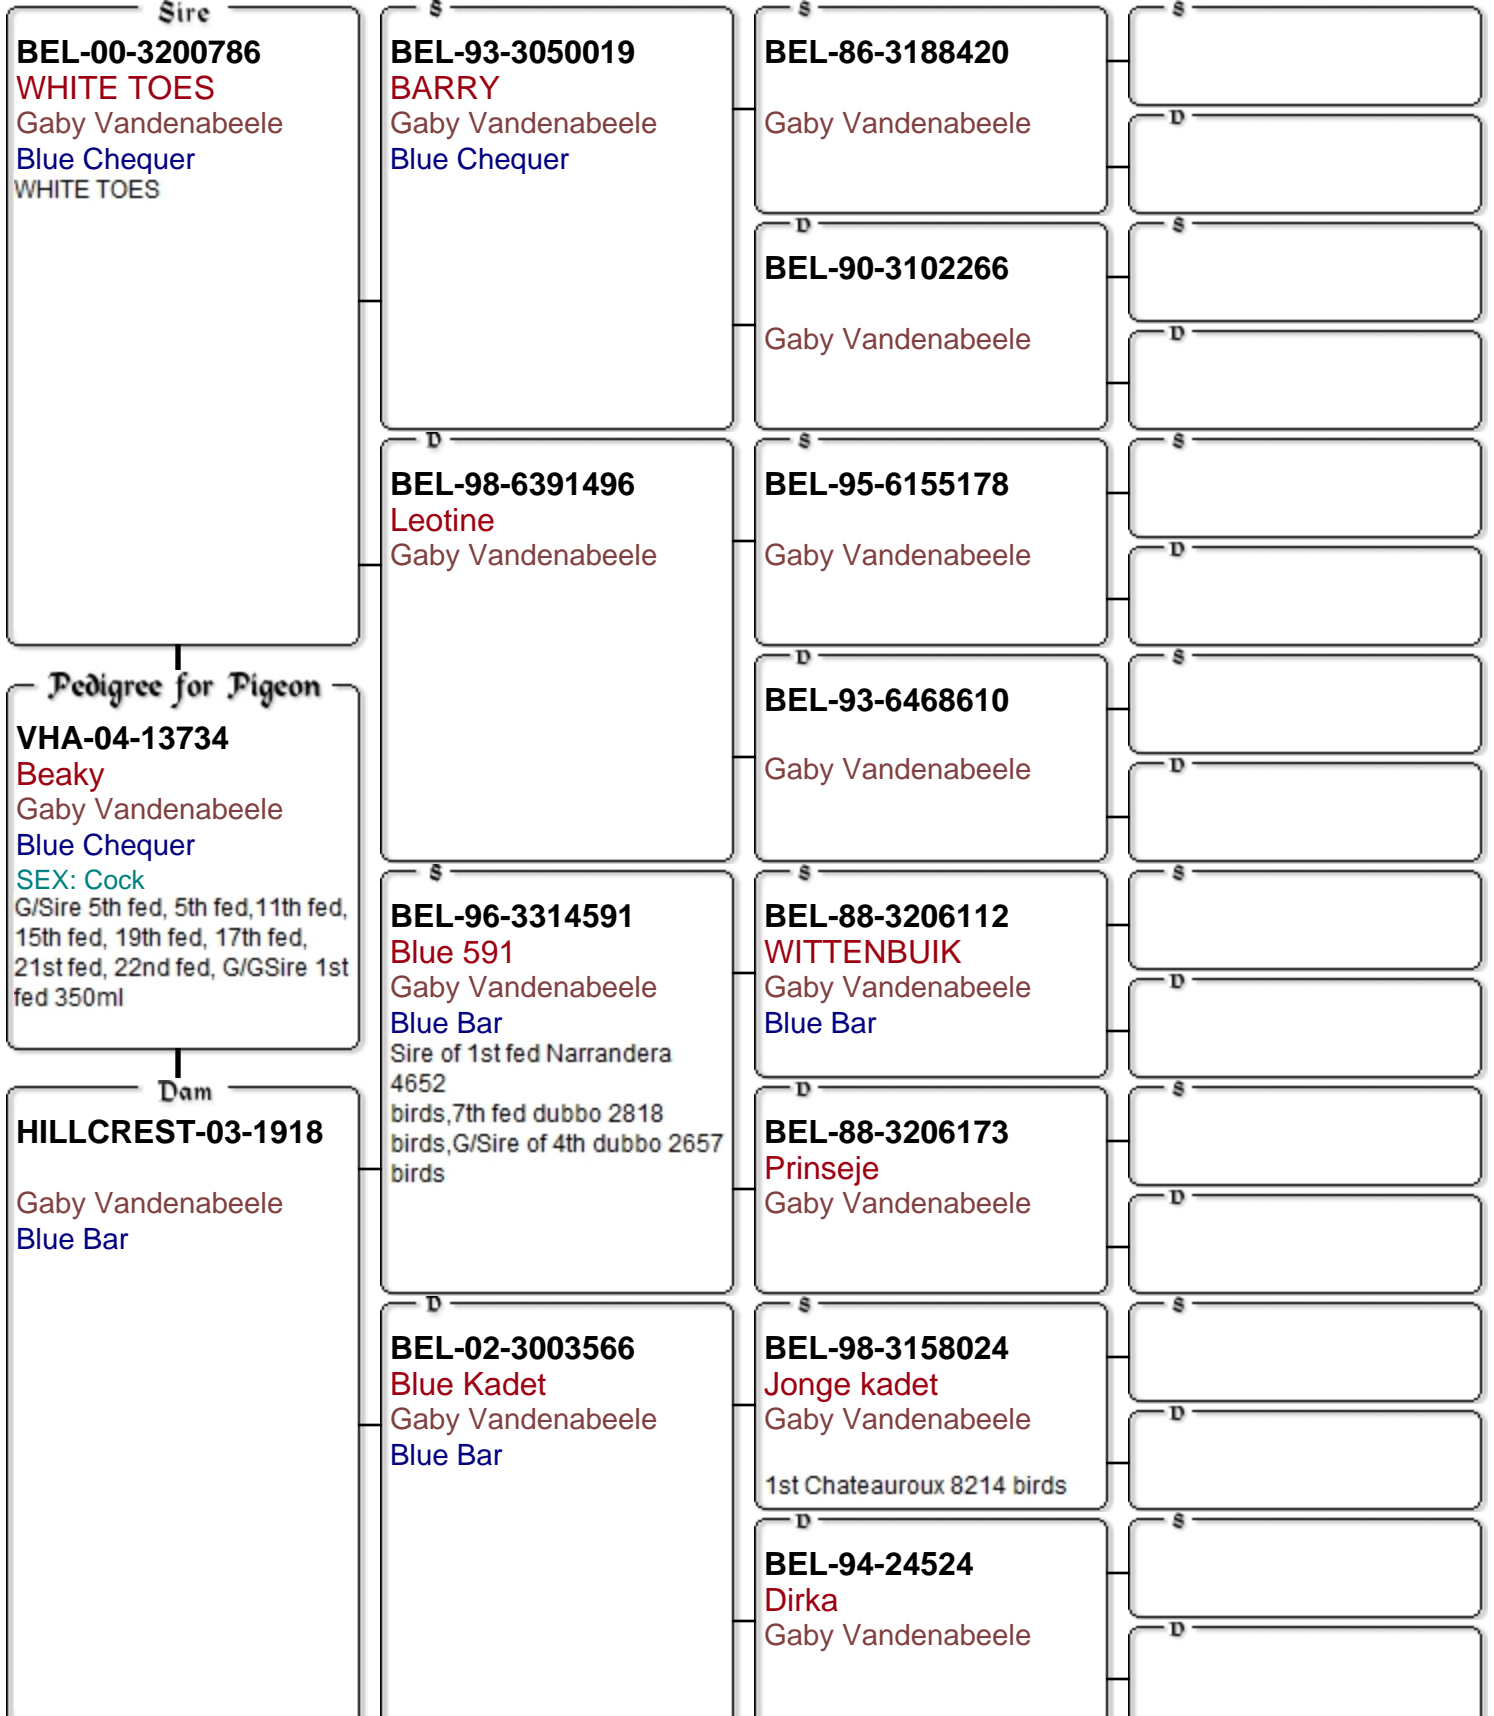 Sire
BEL-00-3200786
WHITE TOES
Gaby Vandenabeele
Blue Chequer
WHITE TOES
Pedigree for Pigeon
VHA-04-13734
Beaky
Gaby Vandenabeele
Blue Chequer
SEX: Cock
G/Sire 5th fed, 5th fed,11th fed,
15th fed, 19th fed, 17th fed,
21st fed, 22nd fed, G/GSire 1st
fed 350ml
Dam
HILLCREST-03-1918
Gaby Vandenabeele
Blue Bar
S
BEL-93-3050019
BARRY
Gaby Vandenabeele
Blue Chequer
D
BEL-98-6391496
Leotine
Gaby Vandenabeele
S
BEL-96-3314591
Blue 591
Gaby Vandenabeele
Blue Bar
Sire of 1st fed Narrandera
4652
birds,7th fed dubbo 2818
birds,G/Sire of 4th dubbo 2657
birds
D
BEL-02-3003566
Blue Kadet
Gaby Vandenabeele
Blue Bar
S
BEL-86-3188420
Gaby Vandenabeele
D
BEL-90-3102266
Gaby Vandenabeele
S
BEL-95-6155178
Gaby Vandenabeele
D
BEL-93-6468610
Gaby Vandenabeele
S
BEL-88-3206112
WITTENBUIK
Gaby Vandenabeele
Blue Bar
D
BEL-88-3206173
Prinseje
Gaby Vandenabeele
S
BEL-98-3158024
Jonge kadet
Gaby Vandenabeele
1st Chateauroux 8214 birds
D
BEL-94-24524
Dirka
Gaby Vandenabeele
S
D
S
D
S
D
S
D
S
D
S
D
S
D
S
D